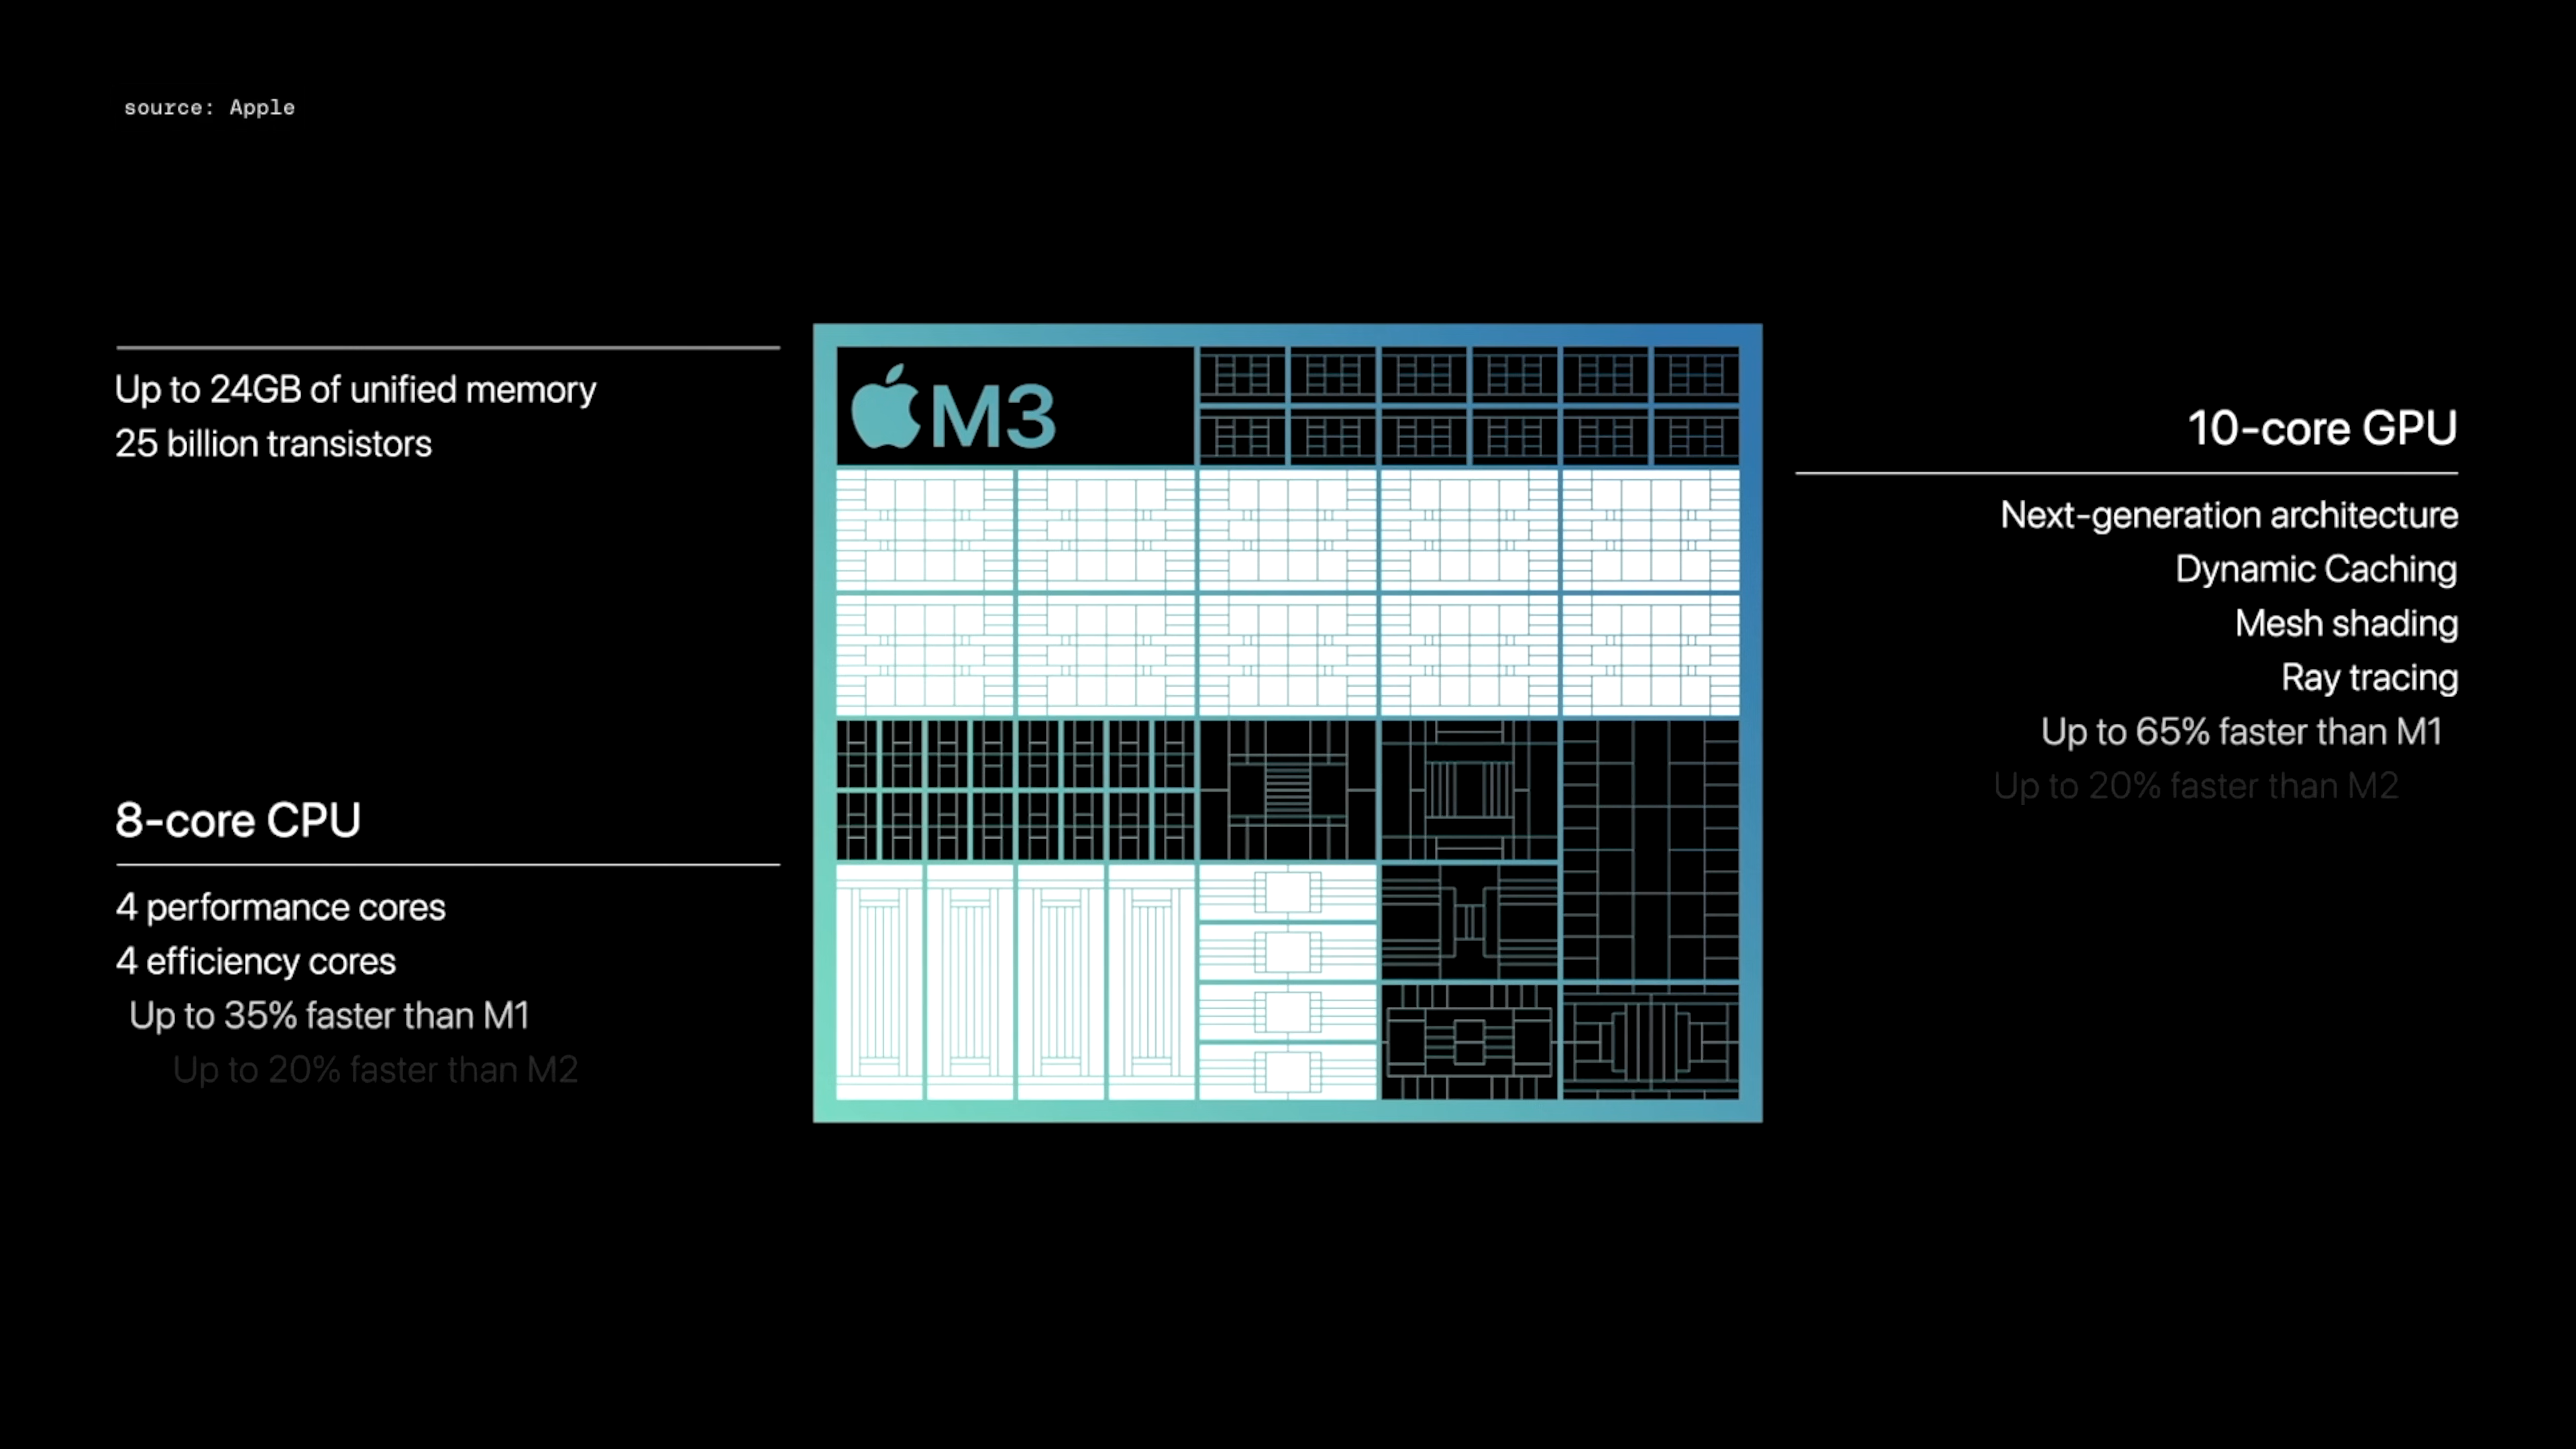 source: Apple
Up to 24GB of unified memory
25 billion transistors
8-core CPU
4 performance cores
4 efficiency cores
Up to 35% faster than M1
Up to 20% faster than M2
M3
10-core GPU
Next-generation architecture
Dynamic Caching
Mesh shading
Ray tracing
Up to 65% faster than M1
Up to 20% faster than M2